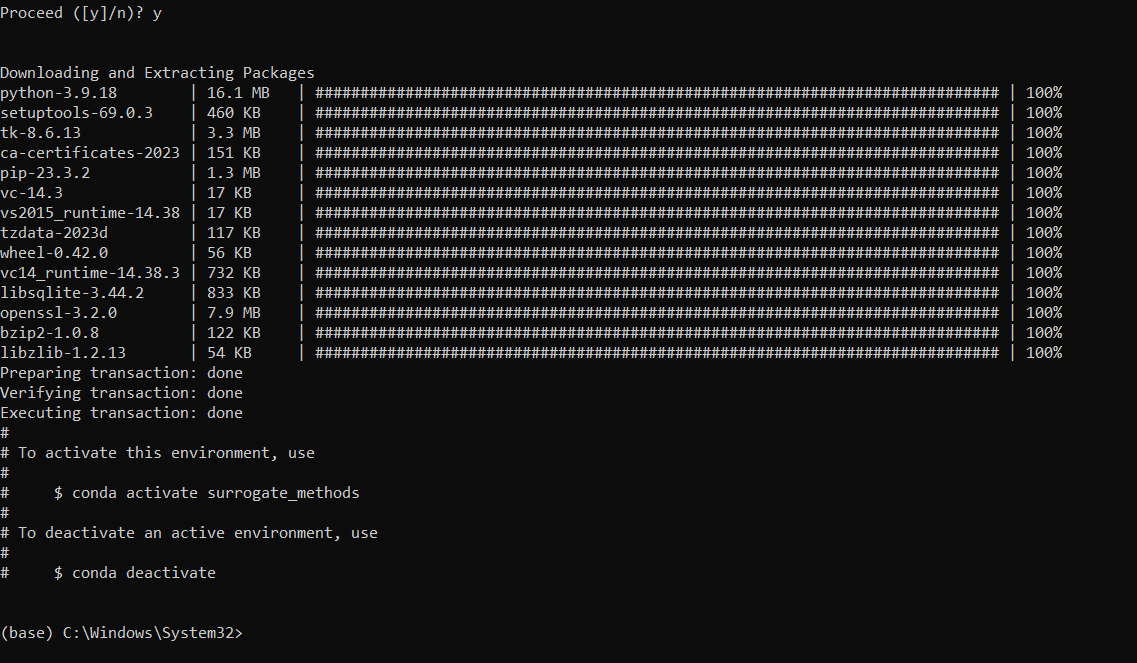 Proceed ([y]/n)? y
Downloading and Extracting Packages
python-3.9.18        | 16.1 MB   | ############################################################################ | 100%
setuptools-69.0.3    | 460 KB    | ############################################################################ | 100%
tk-8.6.13            | 3.3 MB    | ############################################################################ | 100%
ca-certificates-2023 | 151 KB    | ############################################################################ | 100%
pip-23.3.2           | 1.3 MB    | ############################################################################ | 100%
vc-14.3              | 17 KB     | ############################################################################ | 100%
vs2015_runtime-14.38 | 17 KB     | ############################################################################ | 100%
tzdata-2023d         | 117 KB    | ############################################################################ | 100%
wheel-0.42.0         | 56 KB     | ############################################################################ | 100%
vc14_runtime-14.38.3 | 732 KB    | ############################################################################ | 100%
libsqlite-3.44.2     | 833 KB    | ############################################################################ | 100%
openssl-3.2.0        | 7.9 MB    | ############################################################################ | 100%
bzip2-1.0.8          | 122 KB    | ############################################################################ | 100%
libzlib-1.2.13       | 54 KB     | ############################################################################ | 100%
Preparing transaction: done
Verifying transaction: done
Executing transaction: done
#
# To activate this environment, use
#
#     $ conda activate surrogate_methods
#
# To deactivate an active environment, use
#
#     $ conda deactivate
(base) C:\Windows\System32>